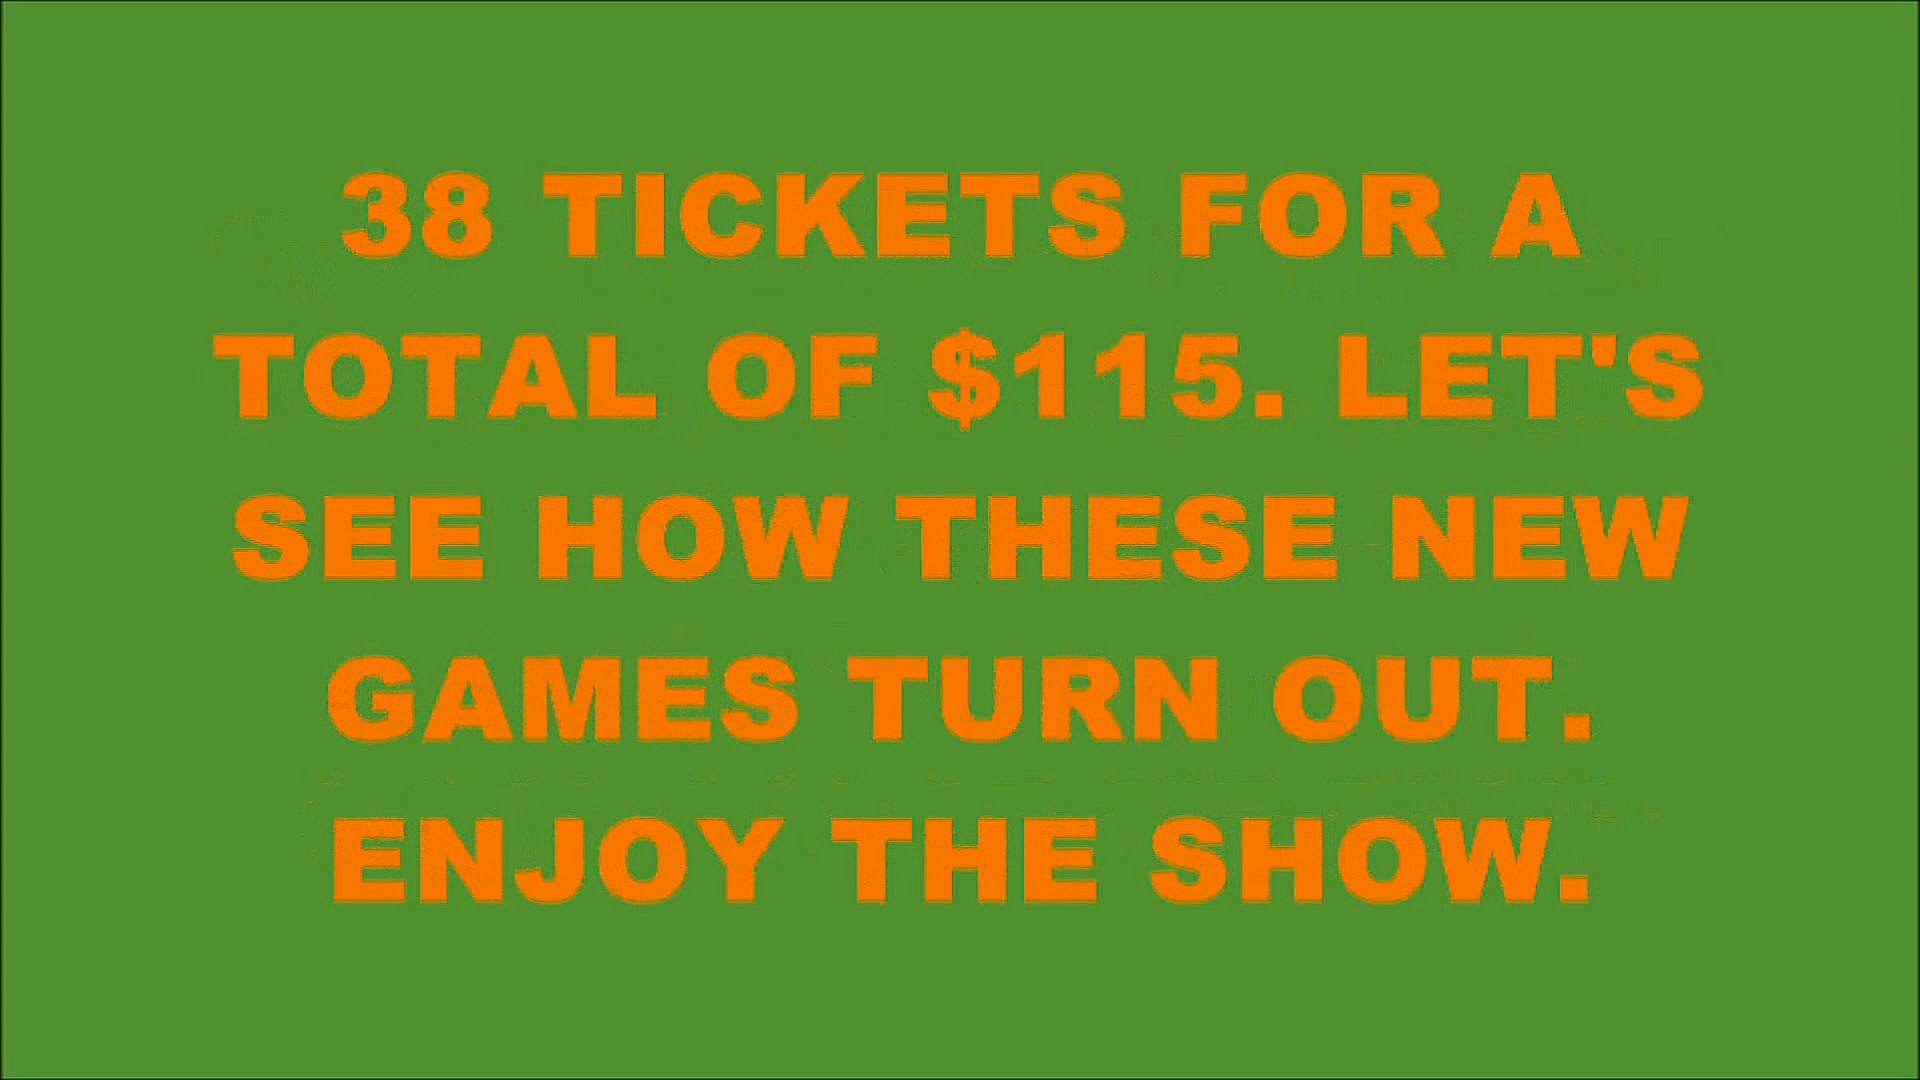 38 TICKETS FOR A
TOTAL OF $115. LET'S
SEE HOW THESE NEW
GAMES TURN OUT.
ENJOY THE SHOW.